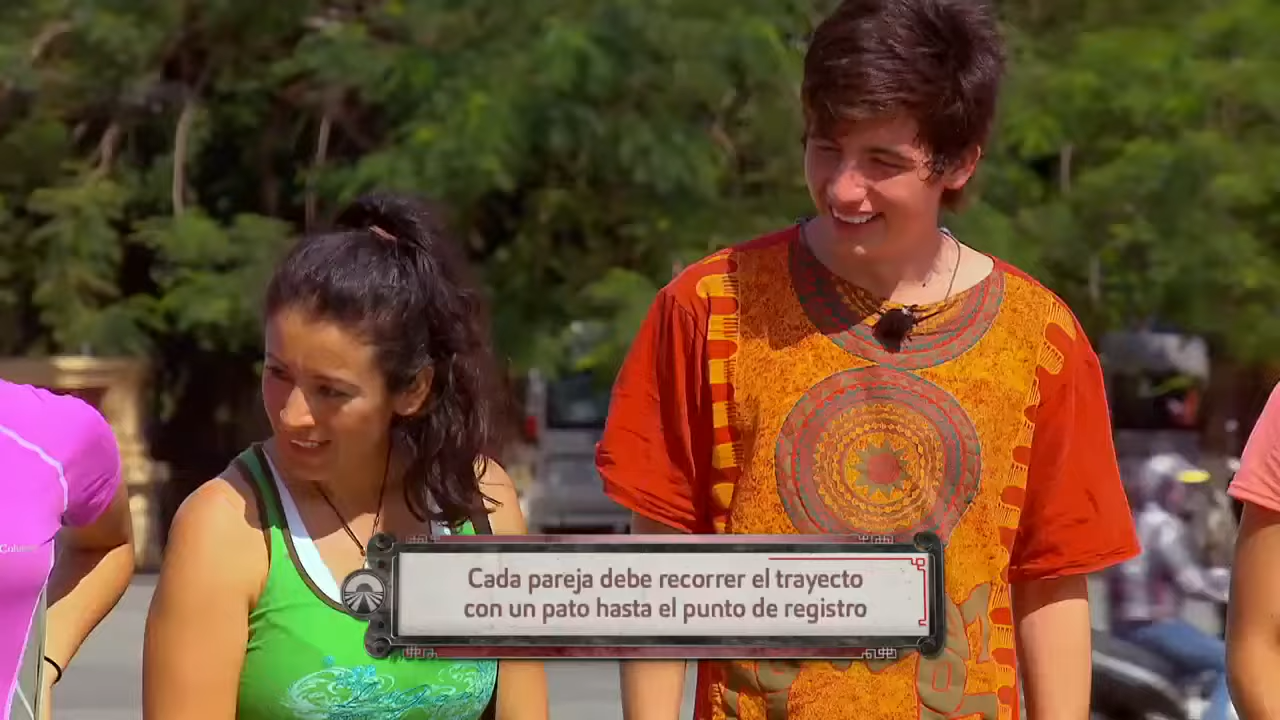 Cada pareja debe recorrer el trayecto
con un pato hasta el punto de registro